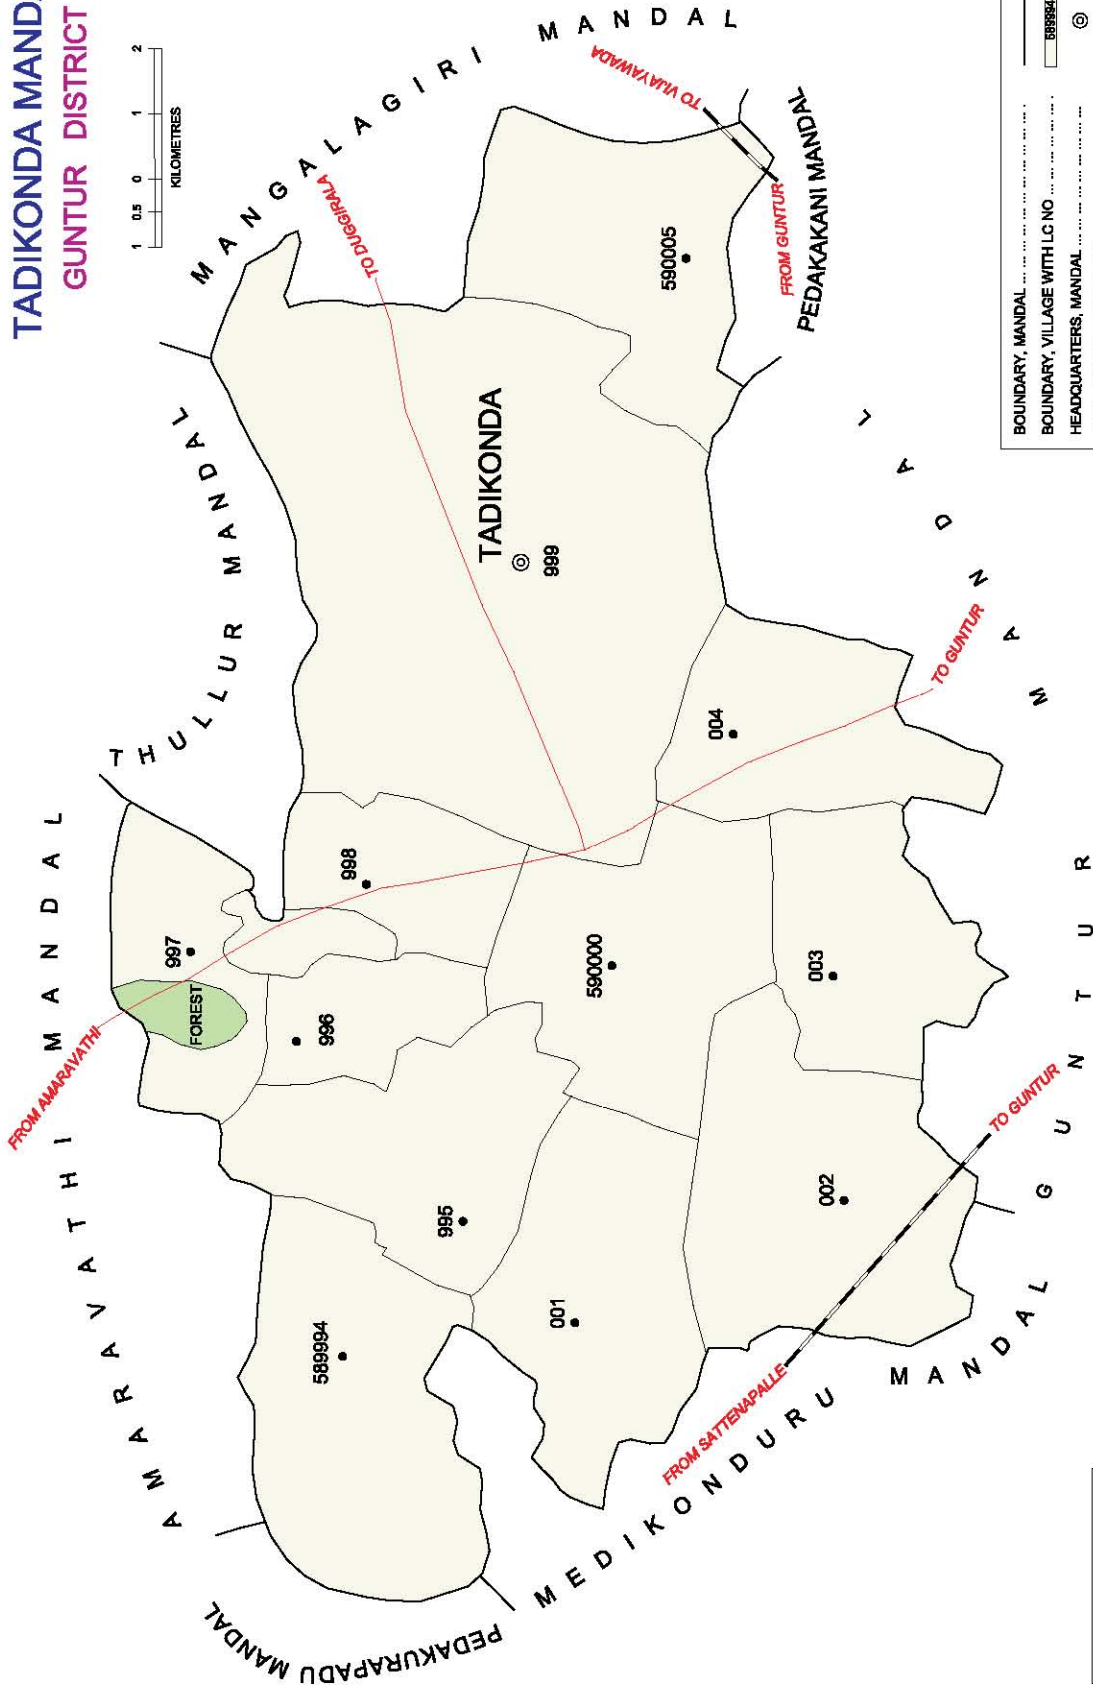 TADIKONDA MAND
GUNTUR DISTRICT
1 0.5 0 1 2
KILOMETRES
AMARAVATHI MANDAL
THULLUR MANDAL
MANGALAGIRI MANDAL
PEDAKURAPADU MANDAL
MEDIKONDURU MANDAL
GUNTUR MANDAL
PEDAKAKANI MANDAL
FROM AMARAVATHI
TO DUGGIRALA
TO VIJAYAWADA
FROM GUNTUR
TO GUNTUR
FROM SATTENAPALLE
TO GUNTUR
FOREST
997
996
998
589994
995
TADIKONDA
999
590005
001
590000
004
002
003
BOUNDARY, MANDAL
BOUNDARY, VILLAGE WITH LC NO 589994
HEADQUARTERS, MANDAL